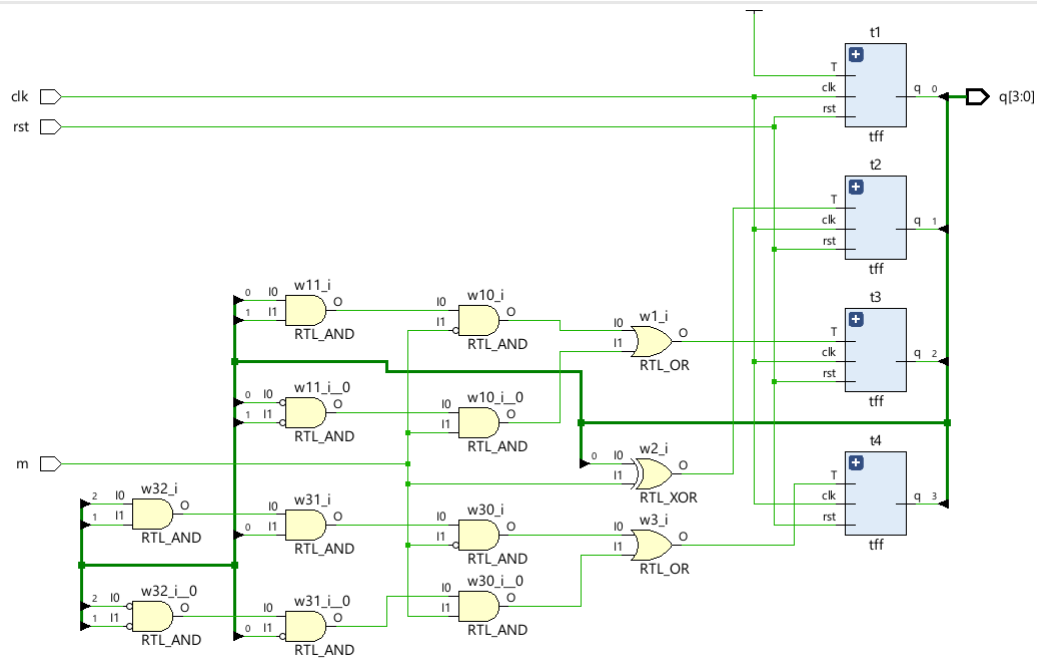 t1
T
clk
rst
q 0
tff
clk
rst
q[3:0]
t2
T
clk
rst
q 1
tff
t3
T
clk
rst
q 2
tff
t4
T
clk
rst
q 3
tff
w11_i
0 I0
1 I1
O
RTL_AND
w10_i
I0
I1
O
RTL_AND
w1_i
I0
I1
O
RTL_OR
w11_i__0
0 I0
1 I1
O
RTL_AND
w10_i__0
I0
I1
O
RTL_AND
m
w2_i
0 I0
I1
O
RTL_XOR
w32_i
2 I0
1 I1
O
RTL_AND
w31_i
I0
0 I1
O
RTL_AND
w30_i
I0
I1
O
RTL_AND
w3_i
I0
I1
O
RTL_OR
w32_i__0
2 I0
1 I1
O
RTL_AND
w31_i__0
I0
0 I1
O
RTL_AND
w30_i__0
I0
I1
O
RTL_AND